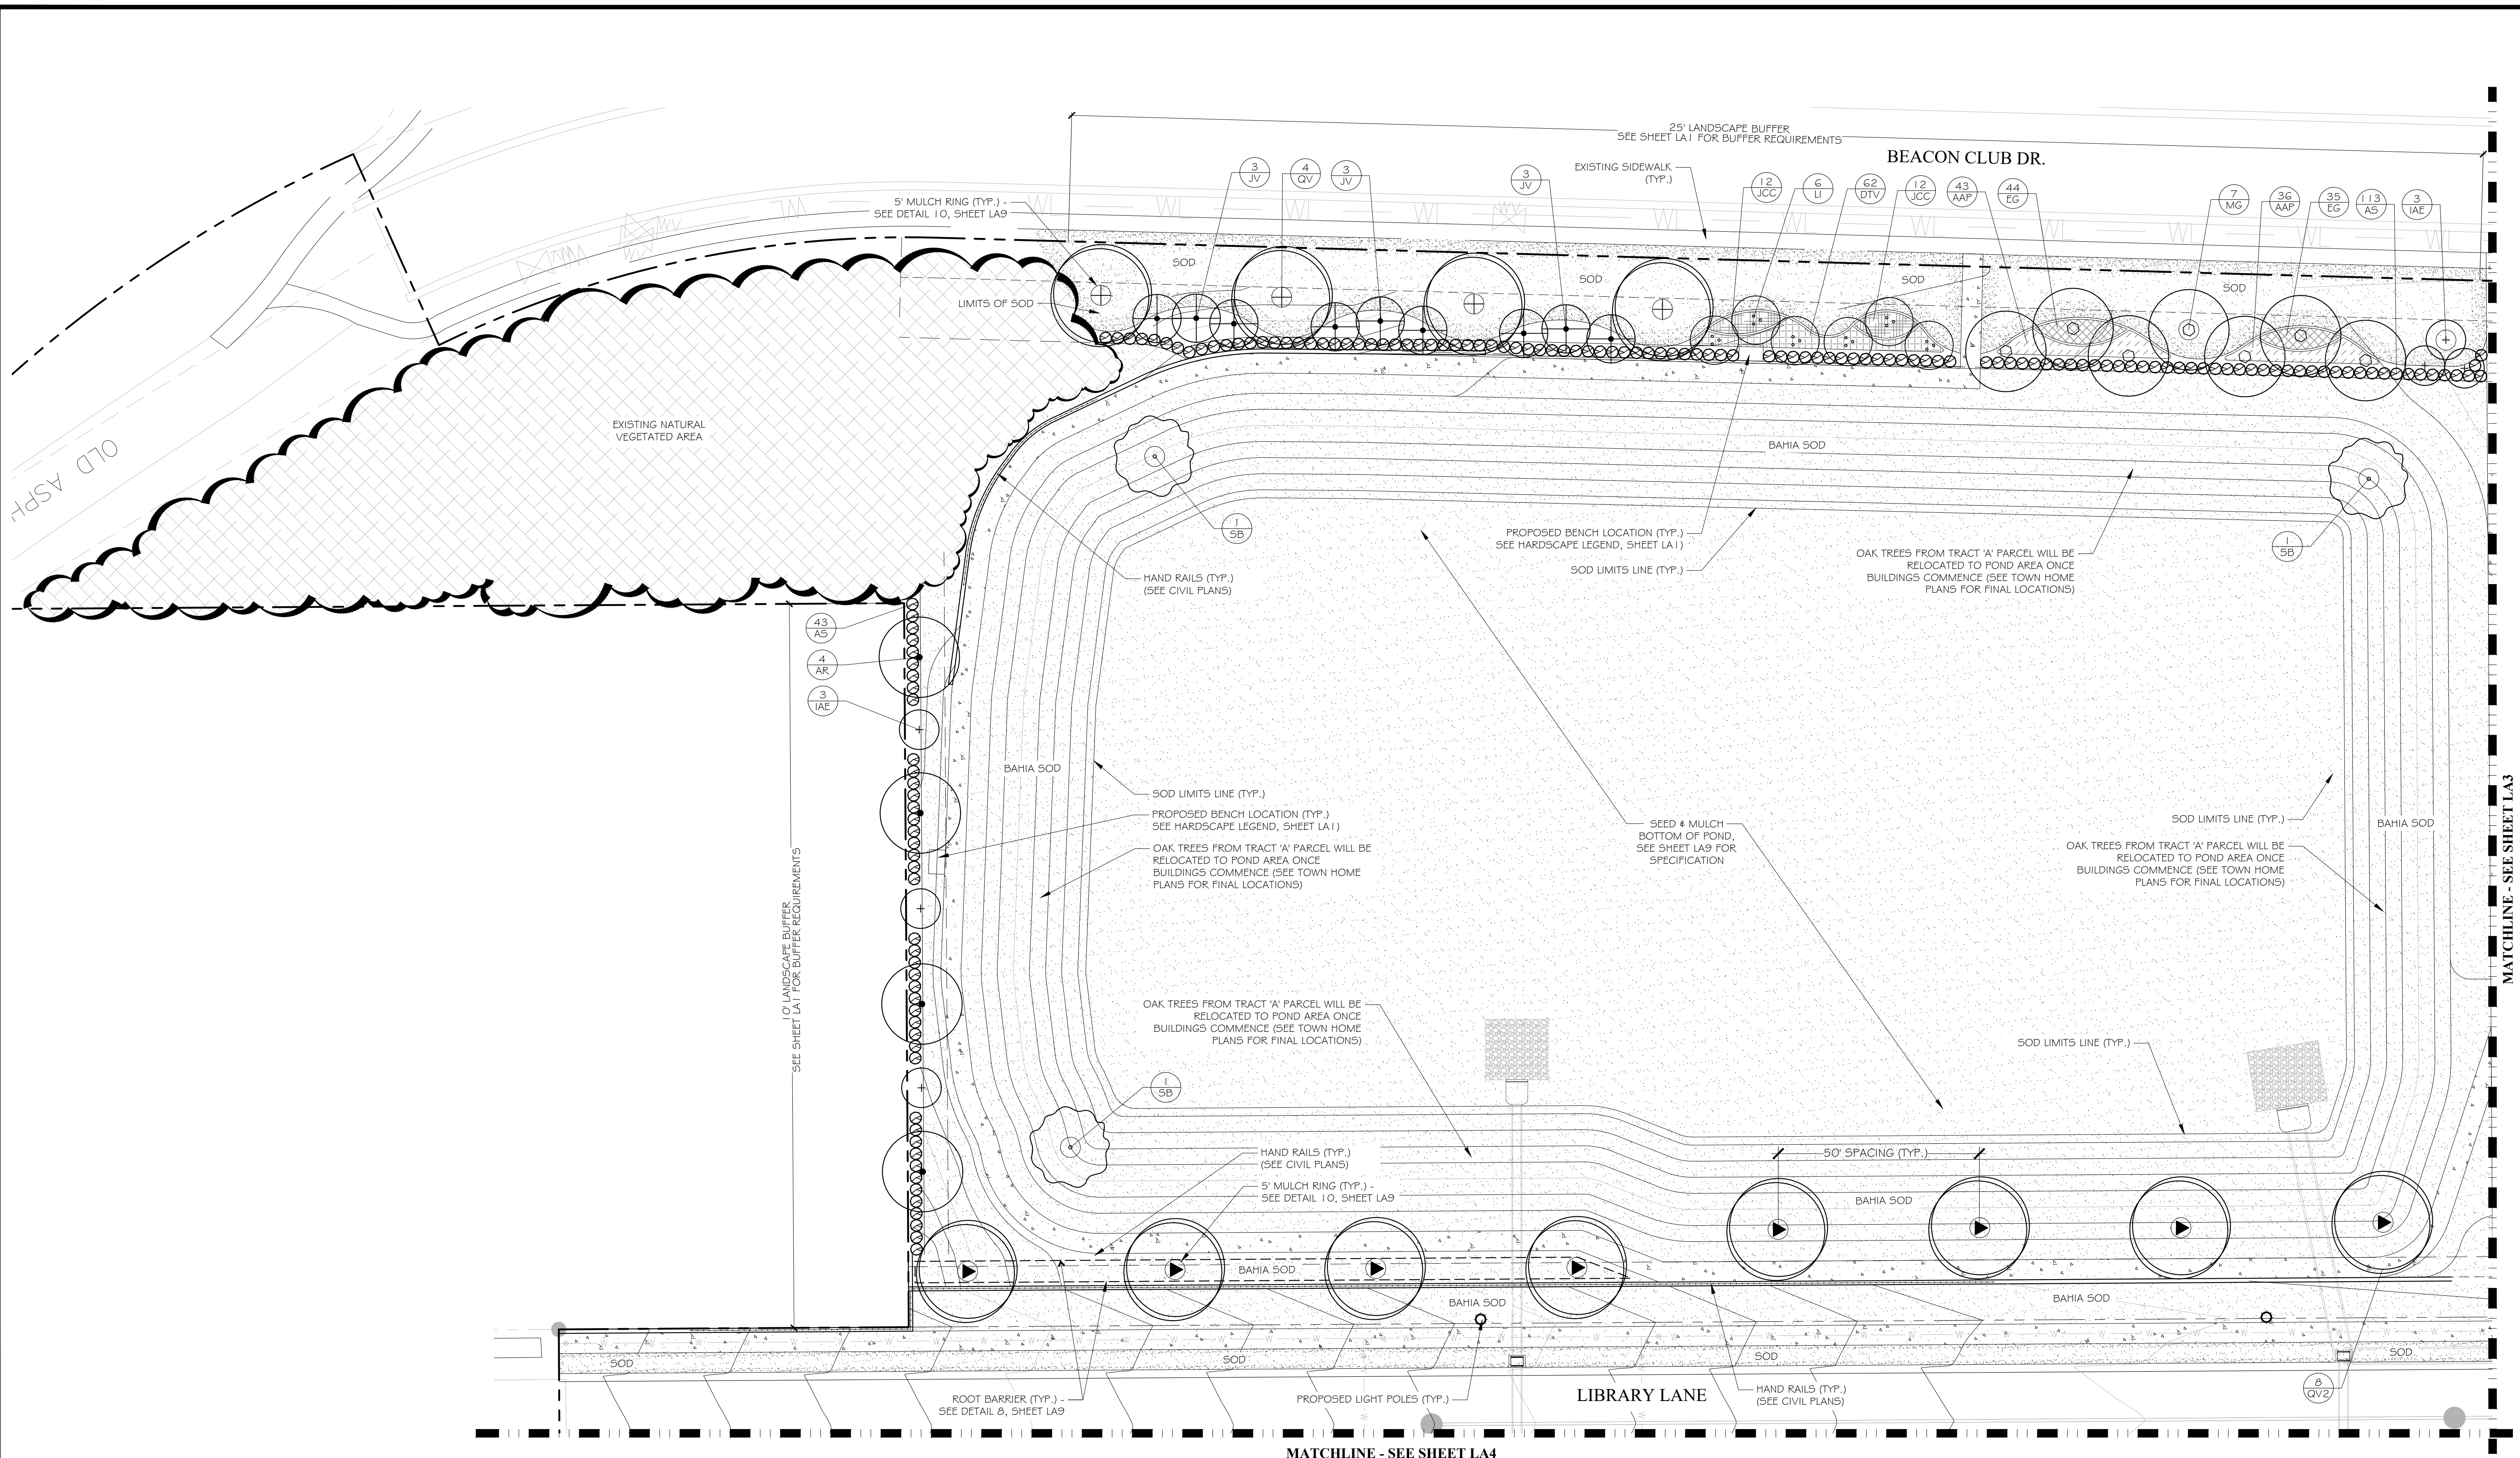 25' LANDSCAPE BUFFER
SEE SHEET LA1 FOR BUFFER REQUIREMENTS
BEACON CLUB DR.
EXISTING SIDEWALK
(TYP.)
3
JV
4
QV
3
JV
3
JV
12
JCC
6
LI
62
DTV
12
JCC
43
AAP
44
EG
7
MG
36
AAP
35
EG
113
AS
3
IAE
5' MULCH RING (TYP.) -
SEE DETAIL 10, SHEET LA9
LIMITS OF SOD
SOD
SOD
SOD
SOD
EXISTING NATURAL
VEGETATED AREA
OLD ASPH
BAHIA SOD
1
SB
1
SB
PROPOSED BENCH LOCATION (TYP.)
SEE HARDSCAPE LEGEND, SHEET LA1)
SOD LIMITS LINE (TYP.)
OAK TREES FROM TRACT 'A' PARCEL WILL BE
RELOCATED TO POND AREA ONCE
BUILDINGS COMMENCE (SEE TOWN HOME
PLANS FOR FINAL LOCATIONS)
HAND RAILS (TYP.)
(SEE CIVIL PLANS)
43
AS
4
AR
3
IAE
BAHIA SOD
SOD LIMITS LINE (TYP.)
PROPOSED BENCH LOCATION (TYP.)
SEE HARDSCAPE LEGEND, SHEET LA1)
OAK TREES FROM TRACT 'A' PARCEL WILL BE
RELOCATED TO POND AREA ONCE
BUILDINGS COMMENCE (SEE TOWN HOME
PLANS FOR FINAL LOCATIONS)
SEED & MULCH
BOTTOM OF POND,
SEE SHEET LA9 FOR
SPECIFICATION
SOD LIMITS LINE (TYP.)
BAHIA SOD
OAK TREES FROM TRACT 'A' PARCEL WILL BE
RELOCATED TO POND AREA ONCE
BUILDINGS COMMENCE (SEE TOWN HOME
PLANS FOR FINAL LOCATIONS)
MATCHLINE - SEE SHEET LA3
10' LANDSCAPE BUFFER
SEE SHEET LA1 FOR BUFFER REQUIREMENTS
OAK TREES FROM TRACT 'A' PARCEL WILL BE
RELOCATED TO POND AREA ONCE
BUILDINGS COMMENCE (SEE TOWN HOME
PLANS FOR FINAL LOCATIONS)
SOD LIMITS LINE (TYP.)
1
SB
HAND RAILS (TYP.)
(SEE CIVIL PLANS)
50' SPACING (TYP.)
5' MULCH RING (TYP.) -
SEE DETAIL 10, SHEET LA9
BAHIA SOD
BAHIA SOD
BAHIA SOD
BAHIA SOD
SOD
SOD
SOD
SOD
ROOT BARRIER (TYP.) -
SEE DETAIL 8, SHEET LA9
PROPOSED LIGHT POLES (TYP.)
LIBRARY LANE
HAND RAILS (TYP.)
(SEE CIVIL PLANS)
8
QV2
MATCHLINE - SEE SHEET LA4